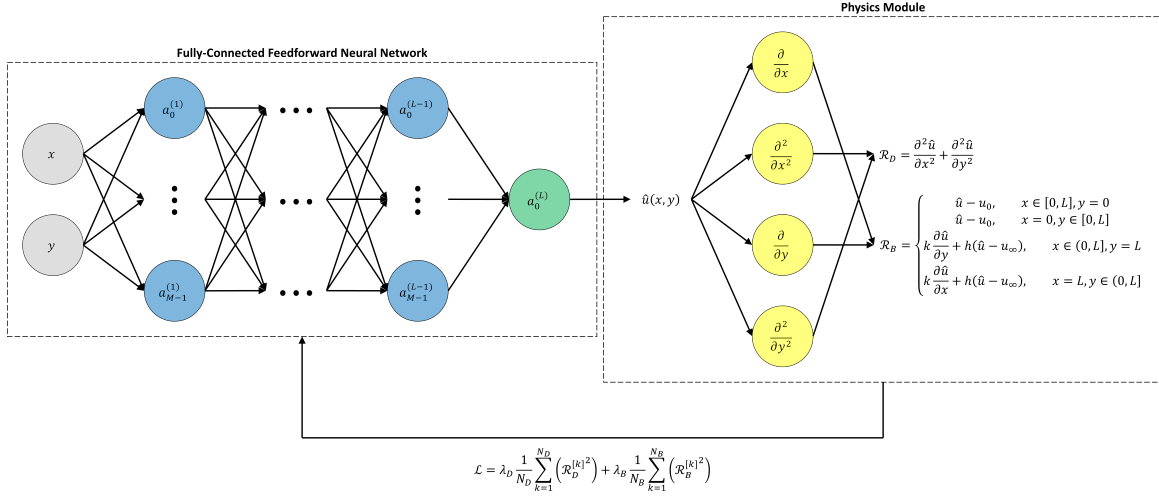 Physics Module
Fully-Connected Feedforward Neural Network
x
y
a_0^{(1)}
a_{M−1}^{(1)}
• • •
• • •
• • •
a_0^{(L−1)}
a_{M−1}^{(L−1)}
a_0^{(L)}
û(x, y)
∂/∂x
∂²/∂x²
∂/∂y
∂²/∂y²
ℛ_D = ∂²û/∂x² + ∂²û/∂y²
ℛ_B = { û − u_0, x ∈ [0, L], y = 0
û − u_0, x = 0, y ∈ [0, L]
k ∂û/∂y + h(û − u_∞), x ∈ (0, L], y = L
k ∂û/∂x + h(û − u_∞), x = L, y ∈ (0, L]
ℒ = λ_D 1/N_D ∑_{k=1}^{N_D} (ℛ_D^{[k]²}) + λ_B 1/N_B ∑_{k=1}^{N_B} (ℛ_B^{[k]²})